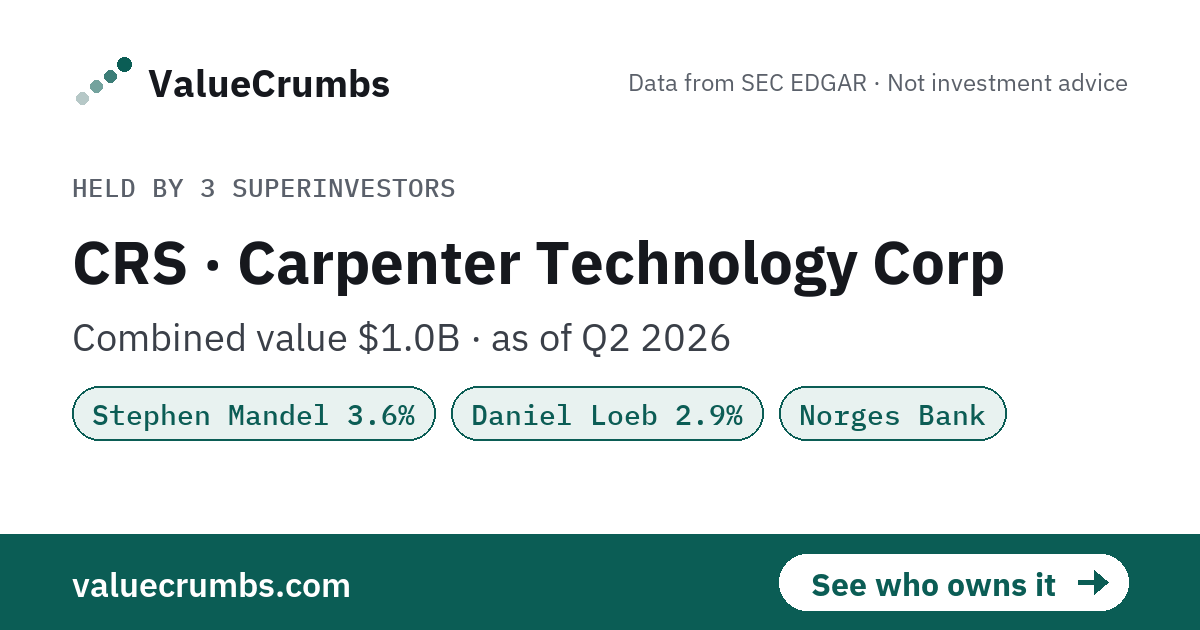 ValueCrumbs
Data from SEC EDGAR · Not investment advice
HELD BY 3 SUPERINVESTORS
CRS · Carpenter Technology Corp
Combined value $1.0B · as of Q2 2026
Stephen Mandel 3.6%
Daniel Loeb 2.9%
Norges Bank
valuecrumbs.com
See who owns it →